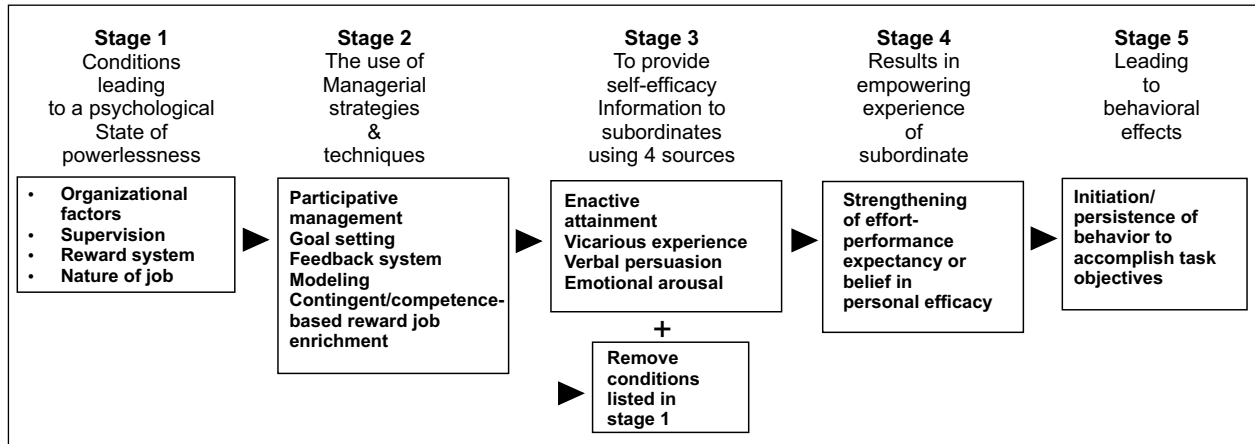 Stage 1
Conditions
leading
to a psychological
State of
powerlessness
• Organizational
factors
• Supervision
• Reward system
• Nature of job
Stage 2
The use of
Managerial
strategies
&
techniques
Participative
management
Goal setting
Feedback system
Modeling
Contingent/competence-
based reward job
enrichment
Stage 3
To provide
self-efficacy
Information to
subordinates
using 4 sources
Enactive
attainment
Vicarious experience
Verbal persuasion
Emotional arousal
+
Remove
conditions
listed in
stage 1
Stage 4
Results in
empowering
experience
of
subordinate
Strengthening
of effort-
performance
expectancy or
belief in
personal efficacy
Stage 5
Leading
to
behavioral
effects
Initiation/
persistence of
behavior to
accomplish task
objectives